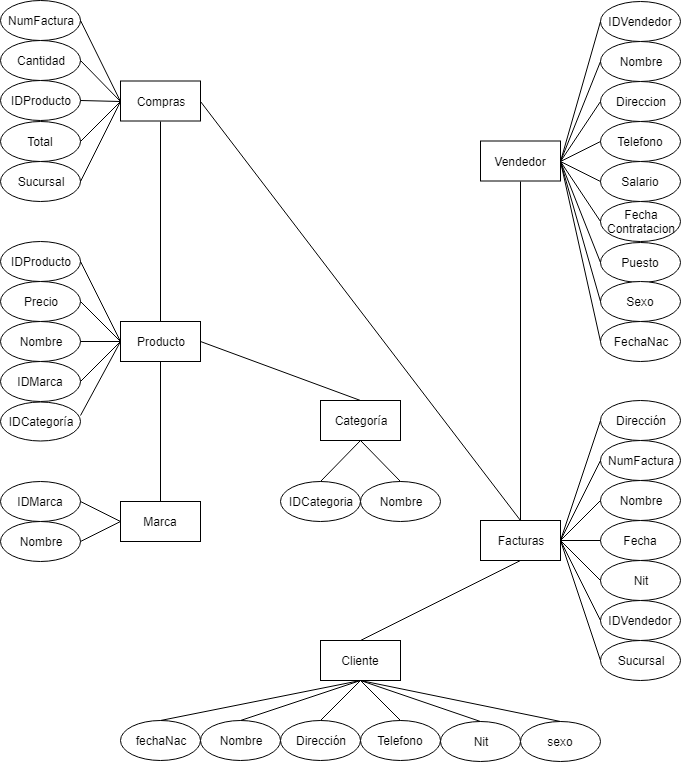 NumFactura
Cantidad
IDProducto
Total
Sucursal
Compras
IDVendedor
Nombre
Direccion
Telefono
Salario
Fecha
Contratacion
Puesto
Sexo
FechaNac
Vendedor
IDProducto
Precio
Nombre
IDMarca
IDCategoría
Producto
Categoría
IDCategoria
Nombre
IDMarca
Nombre
Marca
Dirección
NumFactura
Nombre
Fecha
Nit
IDVendedor
Sucursal
Facturas
Cliente
fechaNac
Nombre
Dirección
Telefono
Nit
sexo